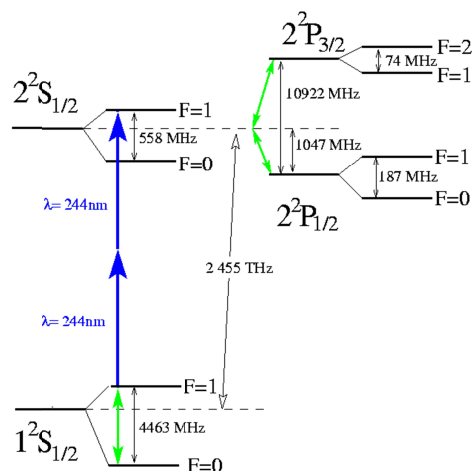 2²P₃/₂
F=2
74 MHz
F=1
10922 MHz
2²S₁/₂
F=1
558 MHz
F=0
1047 MHz
F=1
187 MHz
F=0
2²P₁/₂
λ= 244nm
2 455 THz
λ= 244nm
F=1
4463 MHz
1²S₁/₂
F=0